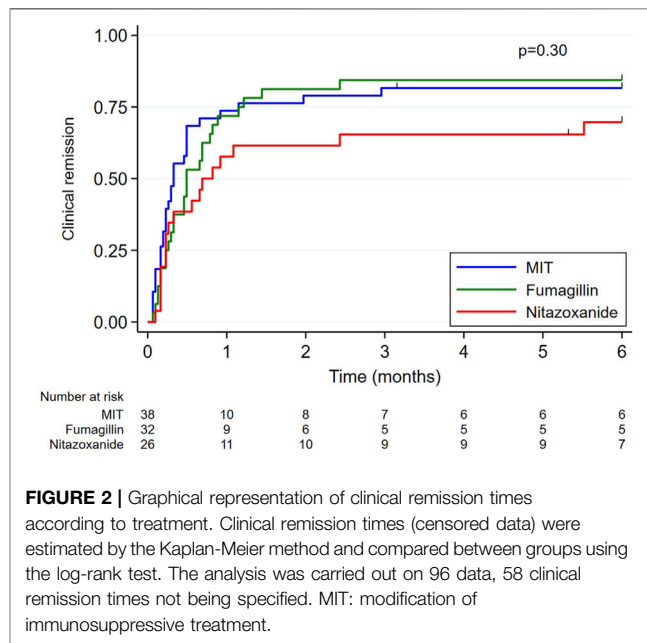 1.00
p=0.30
0.75
Clinical remission
0.50
0.25
MIT
Fumagillin
Nitazoxanide
0.00
0 1 2 3 4 5 6
Time (months)
Number at risk
MIT 38 10 8 7 6 6 6
Fumagillin 32 9 6 5 5 5 5
Nitazoxanide 26 11 10 9 9 9 7
FIGURE 2 | Graphical representation of clinical remission times
according to treatment. Clinical remission times (censored data) were
estimated by the Kaplan-Meier method and compared between groups using
the log-rank test. The analysis was carried out on 96 data, 58 clinical
remission times not being specified. MIT: modification of
immunosuppressive treatment.